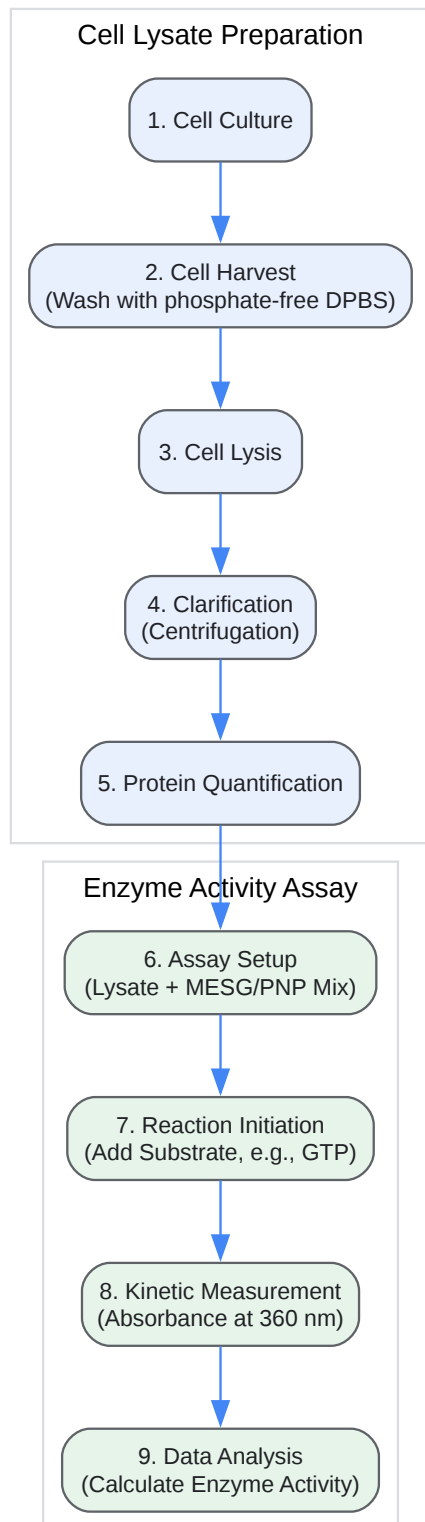 Cell Lysate Preparation
1. Cell Culture
2. Cell Harvest
(Wash with phosphate-free DPBS)
3. Cell Lysis
4. Clarification
(Centrifugation)
5. Protein Quantification
Enzyme Activity Assay
6. Assay Setup
(Lysate + MESG/PNP Mix)
7. Reaction Initiation
(Add Substrate, e.g., GTP)
8. Kinetic Measurement
(Absorbance at 360 nm)
9. Data Analysis
(Calculate Enzyme Activity)